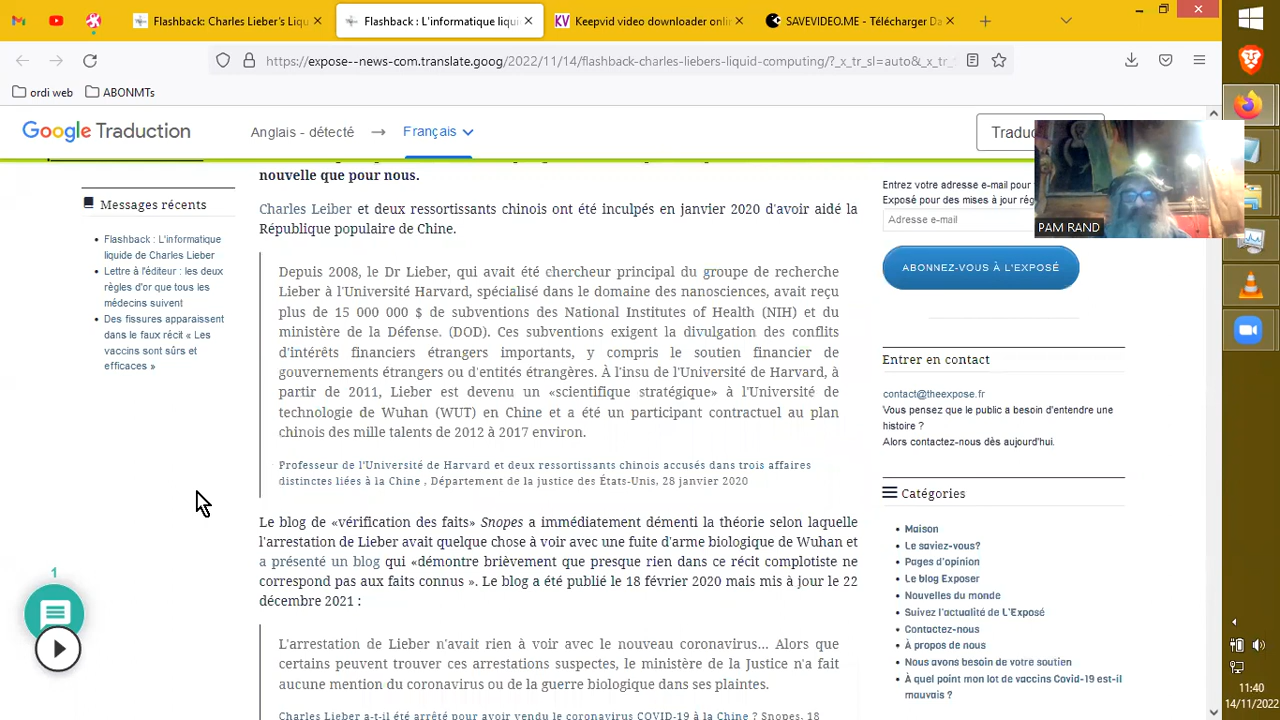 Flashback: Charles Lieber's Liqu
Flashback : L'informatique liqui
KV Keepvid video downloader onlin
SAVEVIDEO.ME - Télécharger Da
https://expose--news-com.translate.goog/2022/11/14/flashback-charles-liebers-liquid-computing/?_x_tr_sl=auto&_x_tr_
ordi web
ABONMTs
Google Traduction
Anglais - détecté
Français
nouvelle que pour nous.
Charles Leiber et deux ressortissants chinois ont été inculpés en janvier 2020 d'avoir aidé la
République populaire de Chine.
Depuis 2008, le Dr Lieber, qui avait été chercheur principal du groupe de recherche
Lieber à l'Université Harvard, spécialisé dans le domaine des nanosciences, avait reçu
plus de 15 000 000 $ de subventions des National Institutes of Health (NIH) et du
ministère de la Défense. (DOD). Ces subventions exigent la divulgation des conflits
d'intérêts financiers étrangers importants, y compris le soutien financier de
gouvernements étrangers ou d'entités étrangères. À l'insu de l'Université de Harvard, à
partir de 2011, Lieber est devenu un «scientifique stratégique» à l'Université de
technologie de Wuhan (WUT) en Chine et a été un participant contractuel au plan
chinois des mille talents de 2012 à 2017 environ.
Professeur de l'Université de Harvard et deux ressortissants chinois accusés dans trois affaires
distinctes liées à la Chine , Département de la justice des États-Unis, 28 janvier 2020
Le blog de «vérification des faits» Snopes a immédiatement démenti la théorie selon laquelle
l'arrestation de Lieber avait quelque chose à voir avec une fuite d'arme biologique de Wuhan et
a présenté un blog qui «démontre brièvement que presque rien dans ce récit complotiste ne
correspond pas aux faits connus ». Le blog a été publié le 18 février 2020 mais mis à jour le 22
décembre 2021 :
L'arrestation de Lieber n'avait rien à voir avec le nouveau coronavirus... Alors que
certains peuvent trouver ces arrestations suspectes, le ministère de la Justice n'a fait
aucune mention du coronavirus ou de la guerre biologique dans ses plaintes.
Charles Lieber a-t-il été arrêté pour avoir vendu le coronavirus COVID-19 à la Chine ? Snopes, 18
Messages récents
Flashback : L'informatique
liquide de Charles Lieber
Lettre à l'éditeur : les deux
règles d'or que tous les
médecins suivent
Des fissures apparaissent
dans le faux récit « Les
vaccins sont sûrs et
efficaces »
1
Traduc
Entrez votre adresse e-mail pour
Exposé pour des mises à jour rég
Adresse e-mail
PAM RAND
ABONNEZ-VOUS À L'EXPOSÉ
Entrer en contact
contact@theexpose.fr
Vous pensez que le public a besoin d'entendre une
histoire ?
Alors contactez-nous dès aujourd'hui.
Catégories
Maison
Le saviez-vous?
Pages d'opinion
Le blog Exposer
Nouvelles du monde
Suivez l'actualité de L'Exposé
Contactez-nous
À propos de nous
Nous avons besoin de votre soutien
À quel point mon lot de vaccins Covid-19 est-il
mauvais ?
11:40
14/11/2022